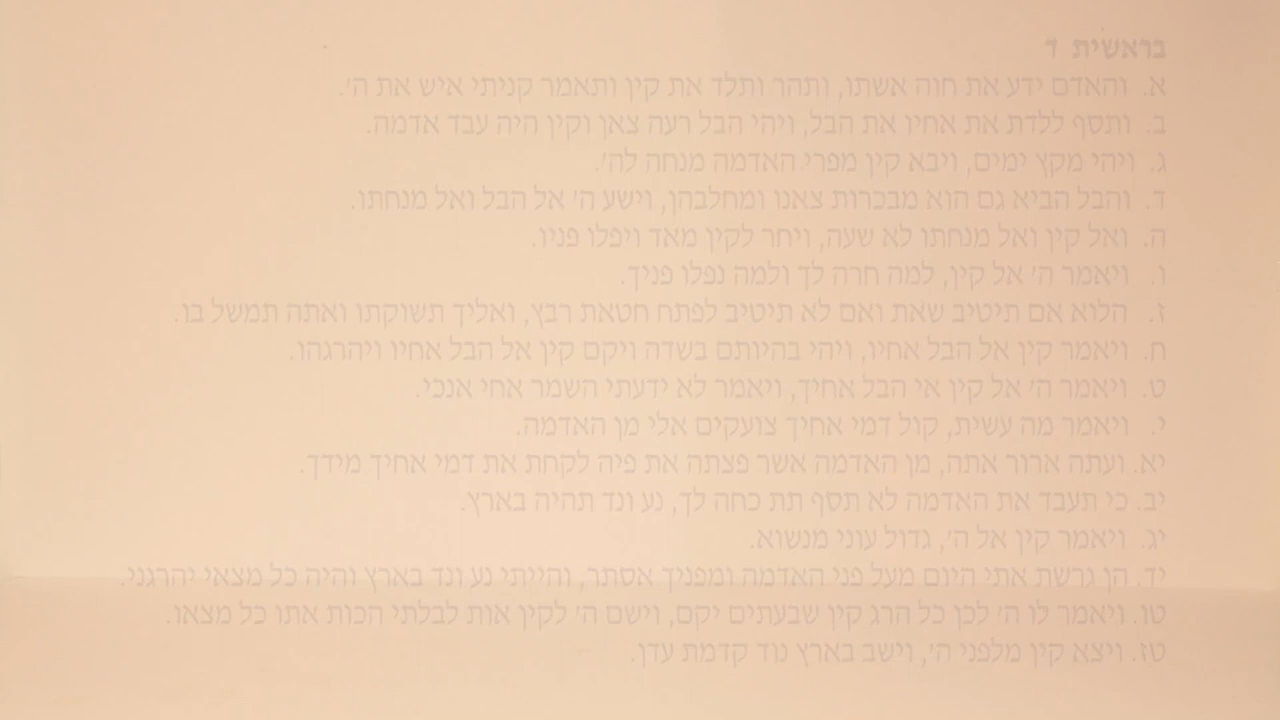 בראשית ד
א. והאדם ידע את חוה אשתו, ותהר ותלד את קין ותאמר קניתי איש את ה'.
ב. ותסף ללדת את אחיו את הבל, ויהי הבל רעה צאן וקין היה עבד אדמה.
ג. ויהי מקץ ימים, ויבא קין מפרי האדמה מנחה לה'.
ד. והבל הביא גם הוא מבכרות צאנו ומחלבהן, וישע ה' אל הבל ואל מנחתו.
ה. ואל קין ואל מנחתו לא שעה, ויחר לקין מאד ויפלו פניו.
ו. ויאמר ה' אל קין, למה חרה לך ולמה נפלו פניך.
ז. הלוא אם תיטיב שאת ואם לא תיטיב לפתח חטאת רבץ, ואליך תשוקתו ואתה תמשל בו.
ח. ויאמר קין אל הבל אחיו, ויהי בהיותם בשדה ויקם קין אל הבל אחיו ויהרגהו.
ט. ויאמר ה' אל קין אי הבל אחיך, ויאמר לא ידעתי השמר אחי אנכי.
י. ויאמר מה עשית, קול דמי אחיך צועקים אלי מן האדמה.
יא. ועתה ארור אתה, מן האדמה אשר פצתה את פיה לקחת את דמי אחיך מידך.
יב. כי תעבד את האדמה לא תסף תת כחה לך, נע ונד תהיה בארץ.
יג. ויאמר קין אל ה', גדול עוני מנשוא.
יד. הן גרשת אתי היום מעל פני האדמה ומפניך אסתר, והייתי נע ונד בארץ והיה כל מצאי יהרגני.
טו. ויאמר לו ה' לכן כל הרג קין שבעתים יקם, וישם ה' לקין אות לבלתי הכות אתו כל מצאו.
טז. ויצא קין מלפני ה', וישב בארץ נוד קדמת עדן.